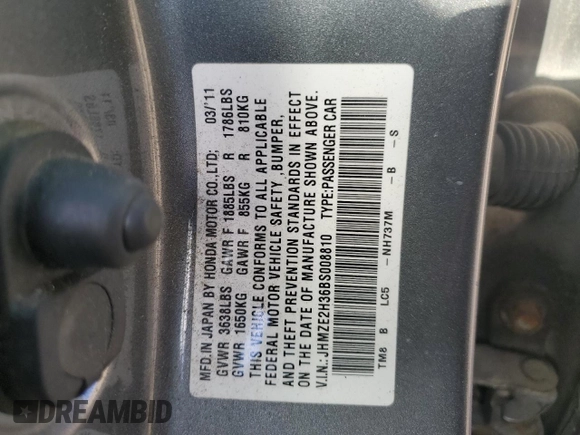 MFD.IN JAPAN BY HONDA MOTOR CO.,LTD; 03/'11
GVWR 3638LBS GAWR F 1885LBS R 1786LBS
GVWR 1650KG GAWR F 855KG R 810KG
THIS VEHICLE CONFORMS TO ALL APPLICABLE
FEDERAL MOTOR VEHICLE SAFETY ,BUMPER,
AND THEFT PREVENTION STANDARDS IN EFFECT
ON THE DATE OF MANUFACTURE SHOWN ABOVE.
V.I.N.: JHMZE2H36BS008810 TYPE:PASSENGER CAR
TM8 B LC5 -NH737M -B -S
DREAMBID